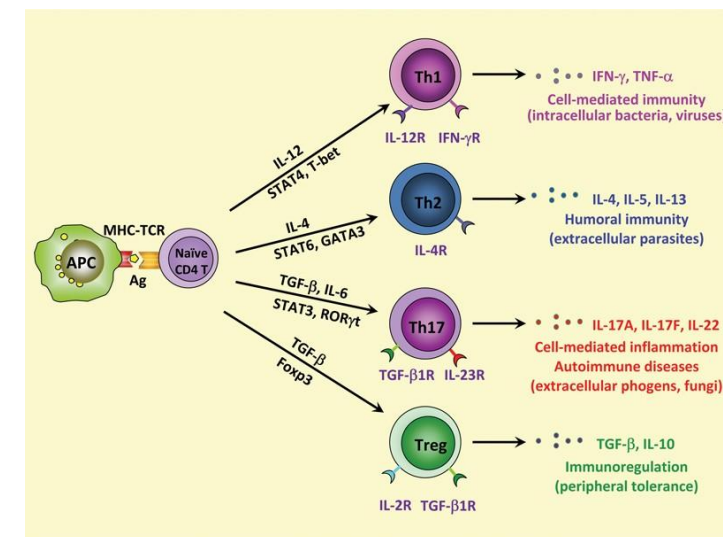 APC
MHC-TCR
Ag
Naïve
CD4 T
IL-12
STAT4, T-bet
IL-4
STAT6, GATA3
TGF-β, IL-6
STAT3, RORγt
TGF-β
Foxp3
Th1
IL-12R IFN-γR
IFN-γ, TNF-α
Cell-mediated immunity
(intracellular bacteria, viruses
Th2
IL-4R
IL-4, IL-5, IL-13
Humoral immunity
(extracellular parasites)
Th17
TGF-β1R IL-23R
IL-17A, IL-17F, IL-22
Cell-mediated inflammation
Autoimmune diseases
(extracellular phogens, fungi)
Treg
IL-2R TGF-β1R
TGF-β, IL-10
Immunoregulation
(peripheral tolerance)